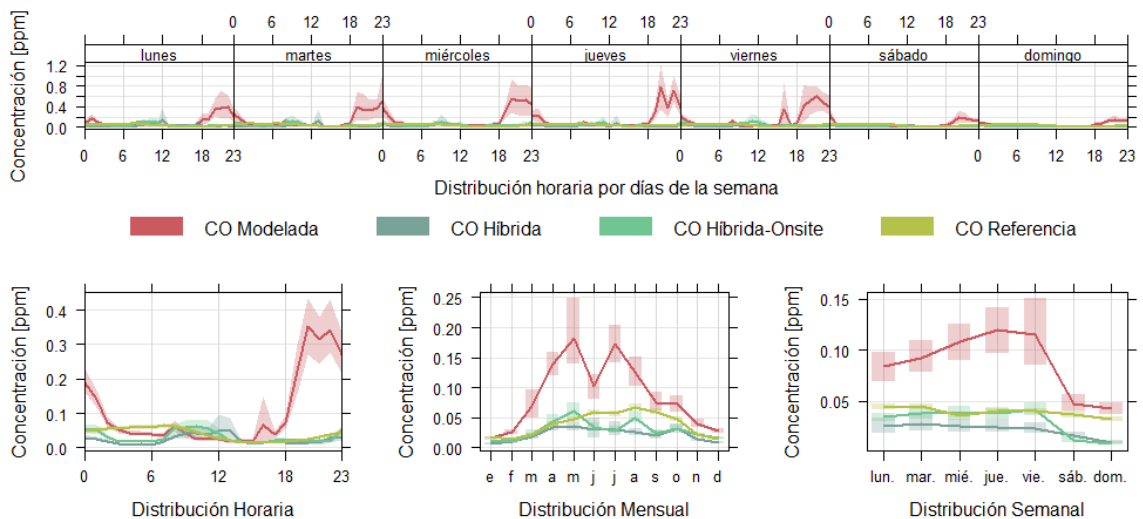 0 6 12 18 23 0 6 12 18 23 0 6 12 18 23
lunes martes miércoles jueves viernes sábado domingo
Concentración [ppm]
1.2
0.8
0.4
0.0
0 6 12 18 23 0 6 12 18 23 0 6 12 18 23 0 6 12 18 23
Distribución horaria por días de la semana
CO Modelada CO Híbrida CO Híbrida-Onsite CO Referencia
Concentración [ppm]
0.4
0.3
0.2
0.1
0.0
0 6 12 18 23
Distribución Horaria
Concentración [ppm]
0.25
0.20
0.15
0.10
0.05
0.00
e f m a m j j a s o n d
Distribución Mensual
Concentración [ppm]
0.15
0.10
0.05
lun. mar. mié. jue. vie. sáb. dom.
Distribución Semanal